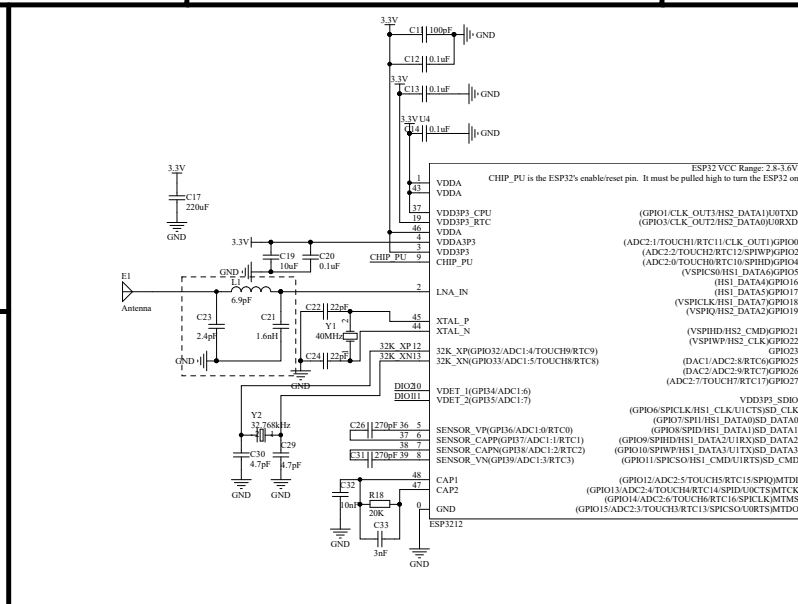 3.3V
C11 100pF
GND
C12 0.1uF
3.3V
C13 0.1uF
GND
3.3V U4
C14 0.1uF
GND
ESP32 VCC Range: 2.8-3.6V
CHIP_PU is the ESP32's enable/reset pin. It must be pulled high to turn the ESP32 on
3.3V
C17
220uF
GND
1 VDDA
43 VDDA
37 VDD3P3_CPU (GPIO1/CLK_OUT3/HS2_DATA1)U0TXD
19 VDD3P3_RTC (GPIO3/CLK_OUT2/HS2_DATA0)U0RXD
46 VDDA
3.3V 4 VDDA3P3 (ADC2:1/TOUCH1/RTC11/CLK_OUT1)GPIO0
3 VDD3P3 (ADC2:2/TOUCH2/RTC12/SPIWP)GPIO2
CHIP_PU 9 CHIP_PU (ADC2:0/TOUCH0/RTC10/SPIHD)GPIO4
C19
10uF
C20
0.1uF
GND
(VSPICS0/HS1_DATA6)GPIO5
(HS1_DATA4)GPIO16
2 LNA_IN (HS1_DATA5)GPIO17
(VSPICLK/HS1_DATA7)GPIO18
(VSPIQ/HS2_DATA2)GPIO19
E1
Antenna
L1
6.9pF
C23
2.4pF
C21
1.6nH
GND
C22 22pF
Y1
40MHz
2
1
C24 22pF
GND
45 XTAL_P
44 XTAL_N (VSPIHD/HS2_CMD)GPIO21
(VSPIWP/HS2_CLK)GPIO22
32K_XP 12 32K_XP(GPIO32/ADC1:4/TOUCH9/RTC9) GPIO23
32K_XN 13 32K_XN(GPIO33/ADC1:5/TOUCH8/RTC8) (DAC1/ADC2:8/RTC6)GPIO25
(DAC2/ADC2:9/RTC7)GPIO26
(ADC2:7/TOUCH7/RTC17)GPIO27
DIO2 10 VDET_1(GPI34/ADC1:6)
DIO1 11 VDET_2(GPI35/ADC1:7) VDD3P3_SDIO
(GPIO6/SPICLK/HS1_CLK/U1CTS)SD_CLK
(GPIO7/SPI1/HS1_DATA0)SD_DATA0
Y2
32.768kHz
2 1
C30
4.7pF
C29
4.7pF
GND
GND
C26 270pF 36 5 SENSOR_VP(GPI36/ADC1:0/RTC0) (GPIO8/SPID/HS1_DATA1)SD_DATA1
37 6 SENSOR_CAPP(GPI37/ADC1:1/RTC1) (GPIO9/SPIHD/HS1_DATA2/U1RX)SD_DATA2
38 7 SENSOR_CAPN(GPI38/ADC1:2/RTC2) (GPIO10/SPIWP/HS1_DATA3/U1TX)SD_DATA3
C31 270pF 39 8 SENSOR_VN(GPI39/ADC1:3/RTC3) (GPIO11/SPICS0/HS1_CMD/U1RTS)SD_CMD
48 CAP1 (GPIO12/ADC2:5/TOUCH5/RTC15/SPIQ)MTDI
47 CAP2 (GPIO13/ADC2:4/TOUCH4/RTC14/SPID/U0CTS)MTCK
(GPIO14/ADC2:6/TOUCH6/RTC16/SPICLK)MTMS
0 GND (GPIO15/ADC2:3/TOUCH3/RTC13/SPICS0/U0RTS)MTDO
ESP3212
C32
10nF
R18
20K
C33
3nF
GND
GND